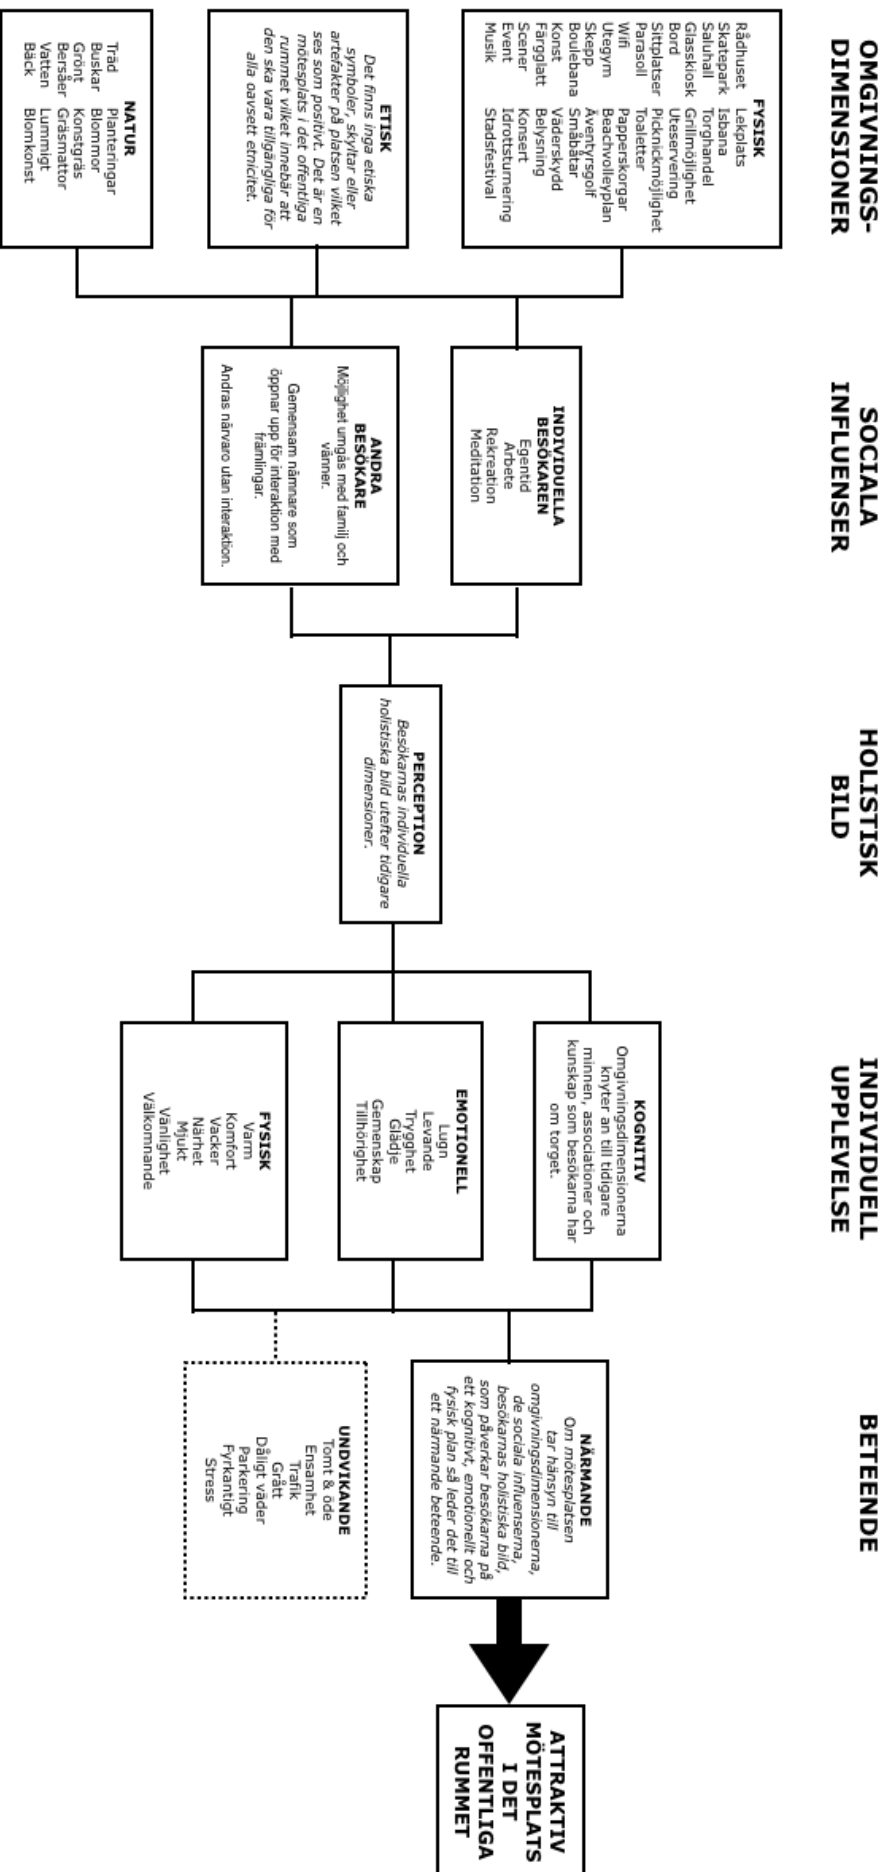 OMGIVNINGS-
DIMENSIONER
SOCIALA
INFLUENSER
HOLISTISK
BILD
INDIVIDUELL
UPPLEVELSE
BETEENDE
FYSISK
Rådhuset Lekplats
Skatepark Isbana
Saluhall Torghandel
Glasskiosk Grillmöjlighet
Bord Uteservering
Sittplatser Picknickmöjlighet
Parasoll Toaletter
Wifi Papperskorgar
Utegym Beachvolleyplan
Skepp Äventyrsgolf
Boulebana Småbåtar
Konst Väderskydd
Färgglatt Belysning
Scener Konsert
Event Idrottsturnering
Musik Stadsfestival
ETISK
Det finns inga etiska
symboler, skyltar eller
artefakter på platsen vilket
ses som positivt. Det är en
mötesplats i det offentliga
rummet vilket innebär att
den ska vara tillgängliga för
alla oavsett etnicitet.
NATUR
Träd Planteringar
Buskar Blommor
Grönt Konstgräs
Bersåer Gräsmattor
Vatten Lummigt
Bäck Blomkonst
INDIVIDUELLA
BESÖKAREN
Egentid
Arbete
Rekreation
Meditation
ANDRA
BESÖKARE
Möjlighet umgås med familj och
vänner.
Gemensam nämnare som
öppnar upp för interaktion med
främlingar.
Andras närvaro utan interaktion.
PERCEPTION
Besökarnas individuella
holistiska bild utefter tidigare
dimensioner.
KOGNITIV
Omgivningsdimensionerna
knyter an till tidigare
minnen, associationer och
kunskap som besökarna har
om torget.
EMOTIONELL
Lugn
Levande
Trygghet
Glädje
Gemenskap
Tillhörighet
FYSISK
Varm
Komfort
Vacker
Närhet
Mjukt
Vänlighet
Välkomnande
NÄRMANDE
Om mötesplatsen
tar hänsyn till
omgivningsdimensionerna,
de sociala influenserna,
besökarnas holistiska bild,
som påverkar besökarna på
ett kognitivt, emotionellt och
fysisk plan så leder det till
ett närmande beteende.
UNDVIKANDE
Tomt & öde
Ensamhet
Trafik
Grått
Dåligt väder
Parkering
Fyrkantigt
Stress
ATTRAKTIV
MÖTESPLATS
I DET
OFFENTLIGA
RUMMET